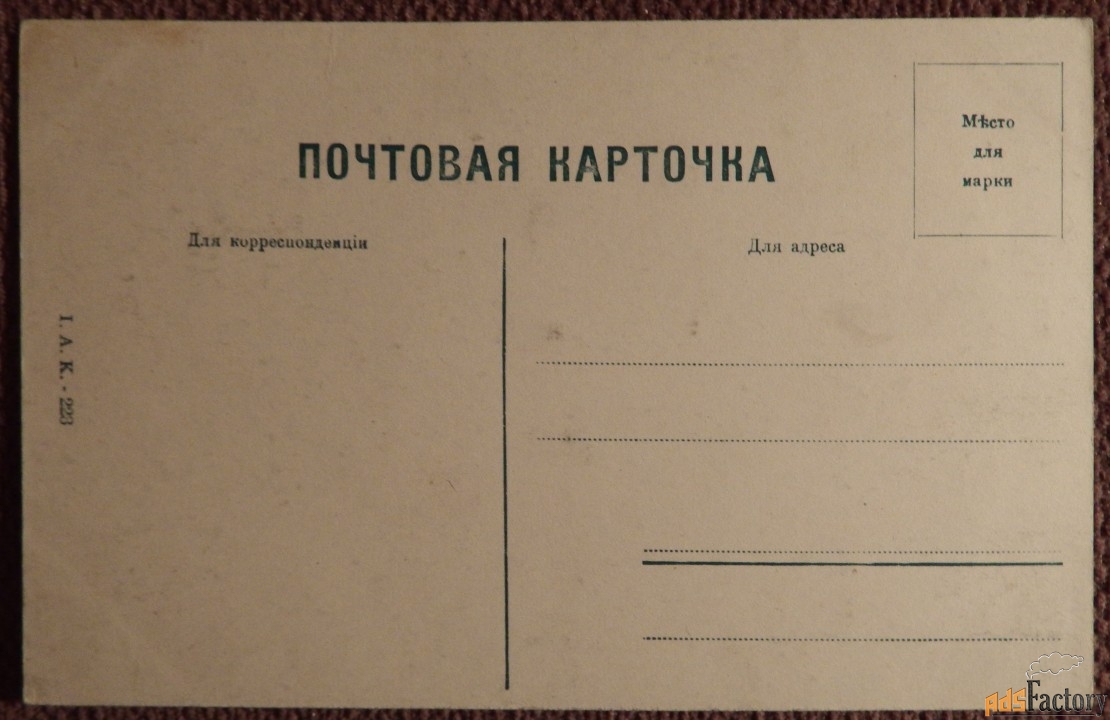 ПОЧТОВАЯ КАРТОЧКА
Мѣсто
для
марки
Для корреспонденціи
Для адреса
І. А. К. - 223
AdsFactory